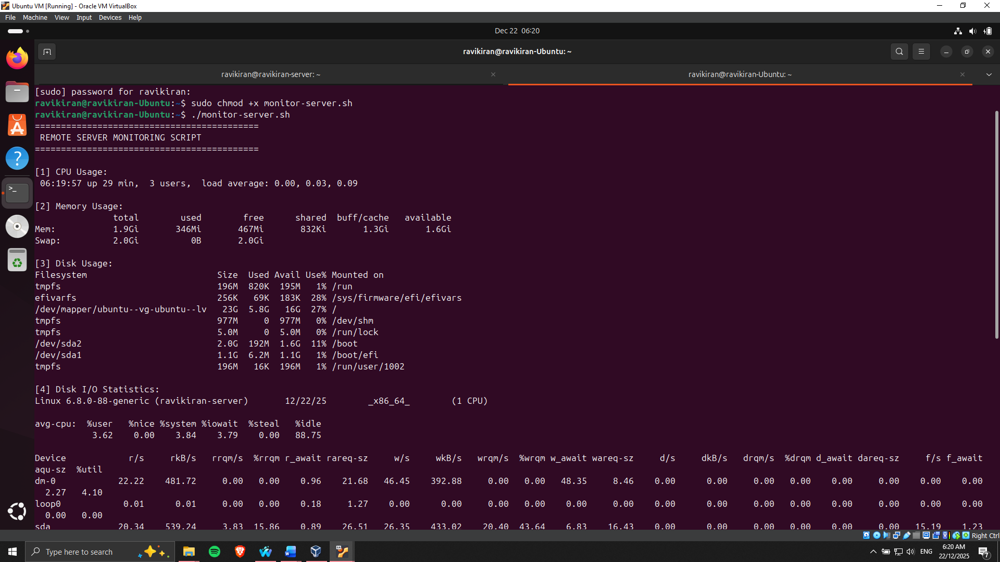 Ubuntu VM [Running] - Oracle VM VirtualBox
File Machine View Input Devices Help
Dec 22 06:20
ravikiran@ravikiran-Ubuntu: ~
ravikiran@ravikiran-server: ~ ravikiran@ravikiran-Ubuntu: ~
[sudo] password for ravikiran:
ravikiran@ravikiran-Ubuntu:~$ sudo chmod +x monitor-server.sh
ravikiran@ravikiran-Ubuntu:~$ ./monitor-server.sh
===========================================
REMOTE SERVER MONITORING SCRIPT
===========================================
[1] CPU Usage:
06:19:57 up 29 min, 3 users, load average: 0.00, 0.03, 0.09
[2] Memory Usage:
total used free shared buff/cache available
Mem: 1.9Gi 346Mi 467Mi 832Ki 1.3Gi 1.6Gi
Swap: 2.0Gi 0B 2.0Gi
[3] Disk Usage:
Filesystem Size Used Avail Use% Mounted on
tmpfs 196M 820K 195M 1% /run
efivarfs 256K 69K 183K 28% /sys/firmware/efi/efivars
/dev/mapper/ubuntu--vg-ubuntu--lv 23G 5.8G 16G 27% /
tmpfs 977M 0 977M 0% /dev/shm
tmpfs 5.0M 0 5.0M 0% /run/lock
/dev/sda2 2.0G 192M 1.6G 11% /boot
/dev/sda1 1.1G 6.2M 1.1G 1% /boot/efi
tmpfs 196M 16K 196M 1% /run/user/1002
[4] Disk I/O Statistics:
Linux 6.8.0-88-generic (ravikiran-server) 12/22/25 _x86_64_ (1 CPU)
avg-cpu: %user %nice %system %iowait %steal %idle
3.62 0.00 3.84 3.79 0.00 88.75
Device r/s rkB/s rrqm/s %rrqm r_await rareq-sz w/s wkB/s wrqm/s %wrqm w_await wareq-sz d/s dkB/s drqm/s %drqm d_await dareq-sz f/s f_await
aqu-sz %util
dm-0 22.22 481.72 0.00 0.00 0.96 21.68 46.45 392.88 0.00 0.00 48.35 8.46 0.00 0.00 0.00 0.00 0.00 0.00 0.00 0.00
2.27 4.10
loop0 0.01 0.01 0.00 0.00 0.18 1.27 0.00 0.00 0.00 0.00 0.00 0.00 0.00 0.00 0.00 0.00 0.00 0.00 0.00 0.00
0.00 0.00
sda 20.34 539.24 3.83 15.86 0.89 26.51 26.35 433.02 20.40 43.64 6.83 16.43 0.00 0.00 0.00 0.00 0.00 0.00 15.19 1.23
Right Ctrl
Type here to search
ENG
6:20 AM
22/12/2025
7